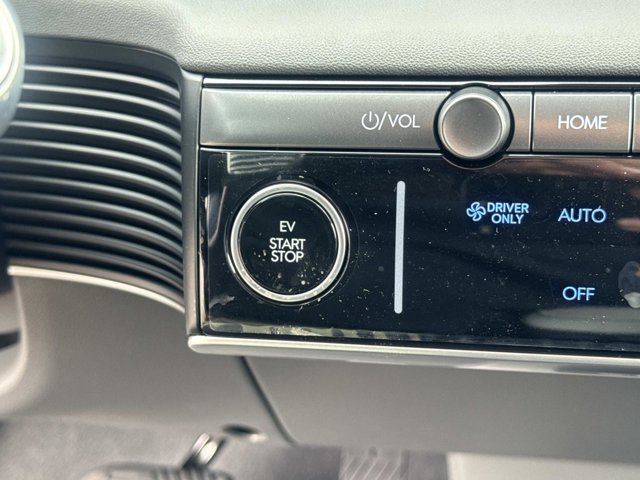 ⏻/VOL
HOME
EV
START
STOP
DRIVER
ONLY
AUTO
OFF